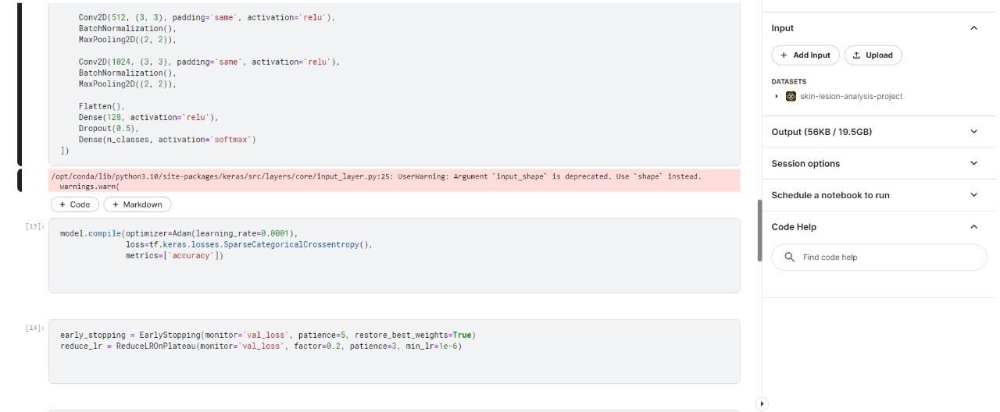 Conv2D(512, (3, 3), padding='same', activation='relu'),
BatchNormalization(),
MaxPooling2D((2, 2)),
Conv2D(1024, (3, 3), padding='same', activation='relu'),
BatchNormalization(),
MaxPooling2D((2, 2)),
Flatten(),
Dense(128, activation='relu'),
Dropout(0.5),
Dense(n_classes, activation='softmax')
])
/opt/conda/lib/python3.10/site-packages/keras/src/layers/core/input_layer.py:25: UserWarning: Argument `input_shape` is deprecated. Use `shape` instead.
warnings.warn(
+ Code + Markdown
[13]:
model.compile(optimizer=Adam(learning_rate=0.0001),
loss=tf.keras.losses.SparseCategoricalCrossentropy(),
metrics=['accuracy'])
[14]:
early_stopping = EarlyStopping(monitor='val_loss', patience=5, restore_best_weights=True)
reduce_lr = ReduceLROnPlateau(monitor='val_loss', factor=0.2, patience=3, min_lr=1e-6)
Input
+ Add Input Upload
DATASETS
skin-lesion-analysis-project
Output (56KB / 19.5GB)
Session options
Schedule a notebook to run
Code Help
Find code help